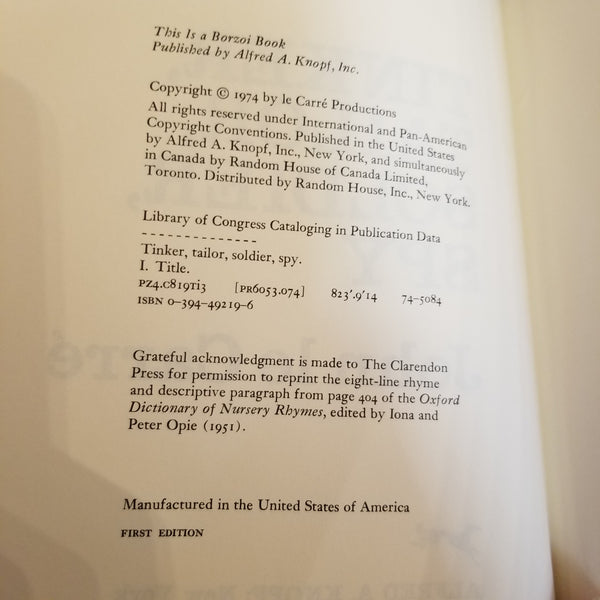 This Is a Borzoi Book
Published by Alfred A. Knopf, Inc.
Copyright © 1974 by le Carré Productions
All rights reserved under International and Pan-American
Copyright Conventions. Published in the United States
by Alfred A. Knopf, Inc., New York, and simultaneously
in Canada by Random House of Canada Limited,
Toronto. Distributed by Random House, Inc., New York.
Library of Congress Cataloging in Publication Data
Tinker, tailor, soldier, spy.
I. Title.
PZ4.C819Ti3 [PR6053.074] 823'.9'14 74-5084
ISBN 0-394-49219-6
Grateful acknowledgment is made to The Clarendon
Press for permission to reprint the eight-line rhyme
and descriptive paragraph from page 404 of the Oxford
Dictionary of Nursery Rhymes, edited by Iona and
Peter Opie (1951).
Manufactured in the United States of America
FIRST EDITION